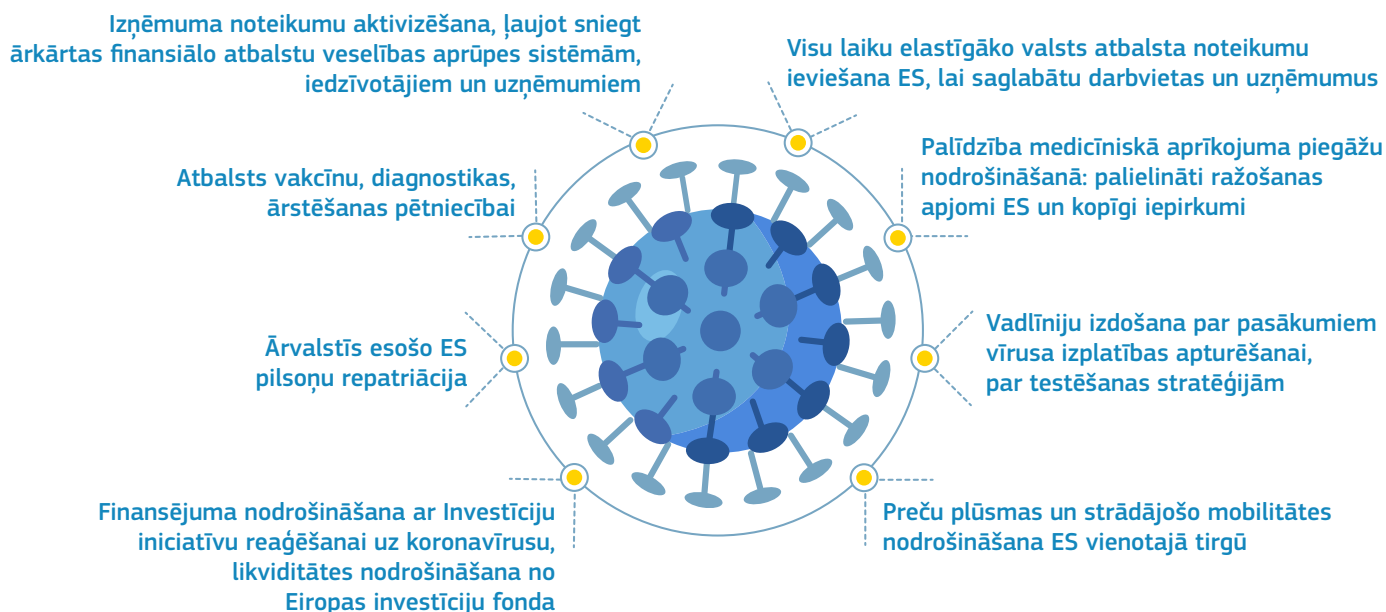 Izņēmuma noteikumu aktivizēšana, ļaujot sniegt
ārkārtas finansiālo atbalstu veselības aprūpes sistēmām,
iedzīvotājiem un uzņēmumiem
Visu laiku elastīgāko valsts atbalsta noteikumu
ieviešana ES, lai saglabātu darbvietas un uzņēmumus
Atbalsts vakcīnu, diagnostikas,
ārstēšanas pētniecībai
Palīdzība medicīniskā aprīkojuma piegāžu
nodrošināšanā: palielināti ražošanas
apjomi ES un kopīgi iepirkumi
Ārvalstīs esošo ES
pilsoņu repatriācija
Vadlīniju izdošana par pasākumiem
vīrusa izplatības apturēšanai,
par testēšanas stratēģijām
Finansējuma nodrošināšana ar Investīciju
iniciatīvu reaģēšanai uz koronavīrusu,
likviditātes nodrošināšana no
Eiropas investīciju fonda
Preču plūsmas un strādājošo mobilitātes
nodrošināšana ES vienotajā tirgū